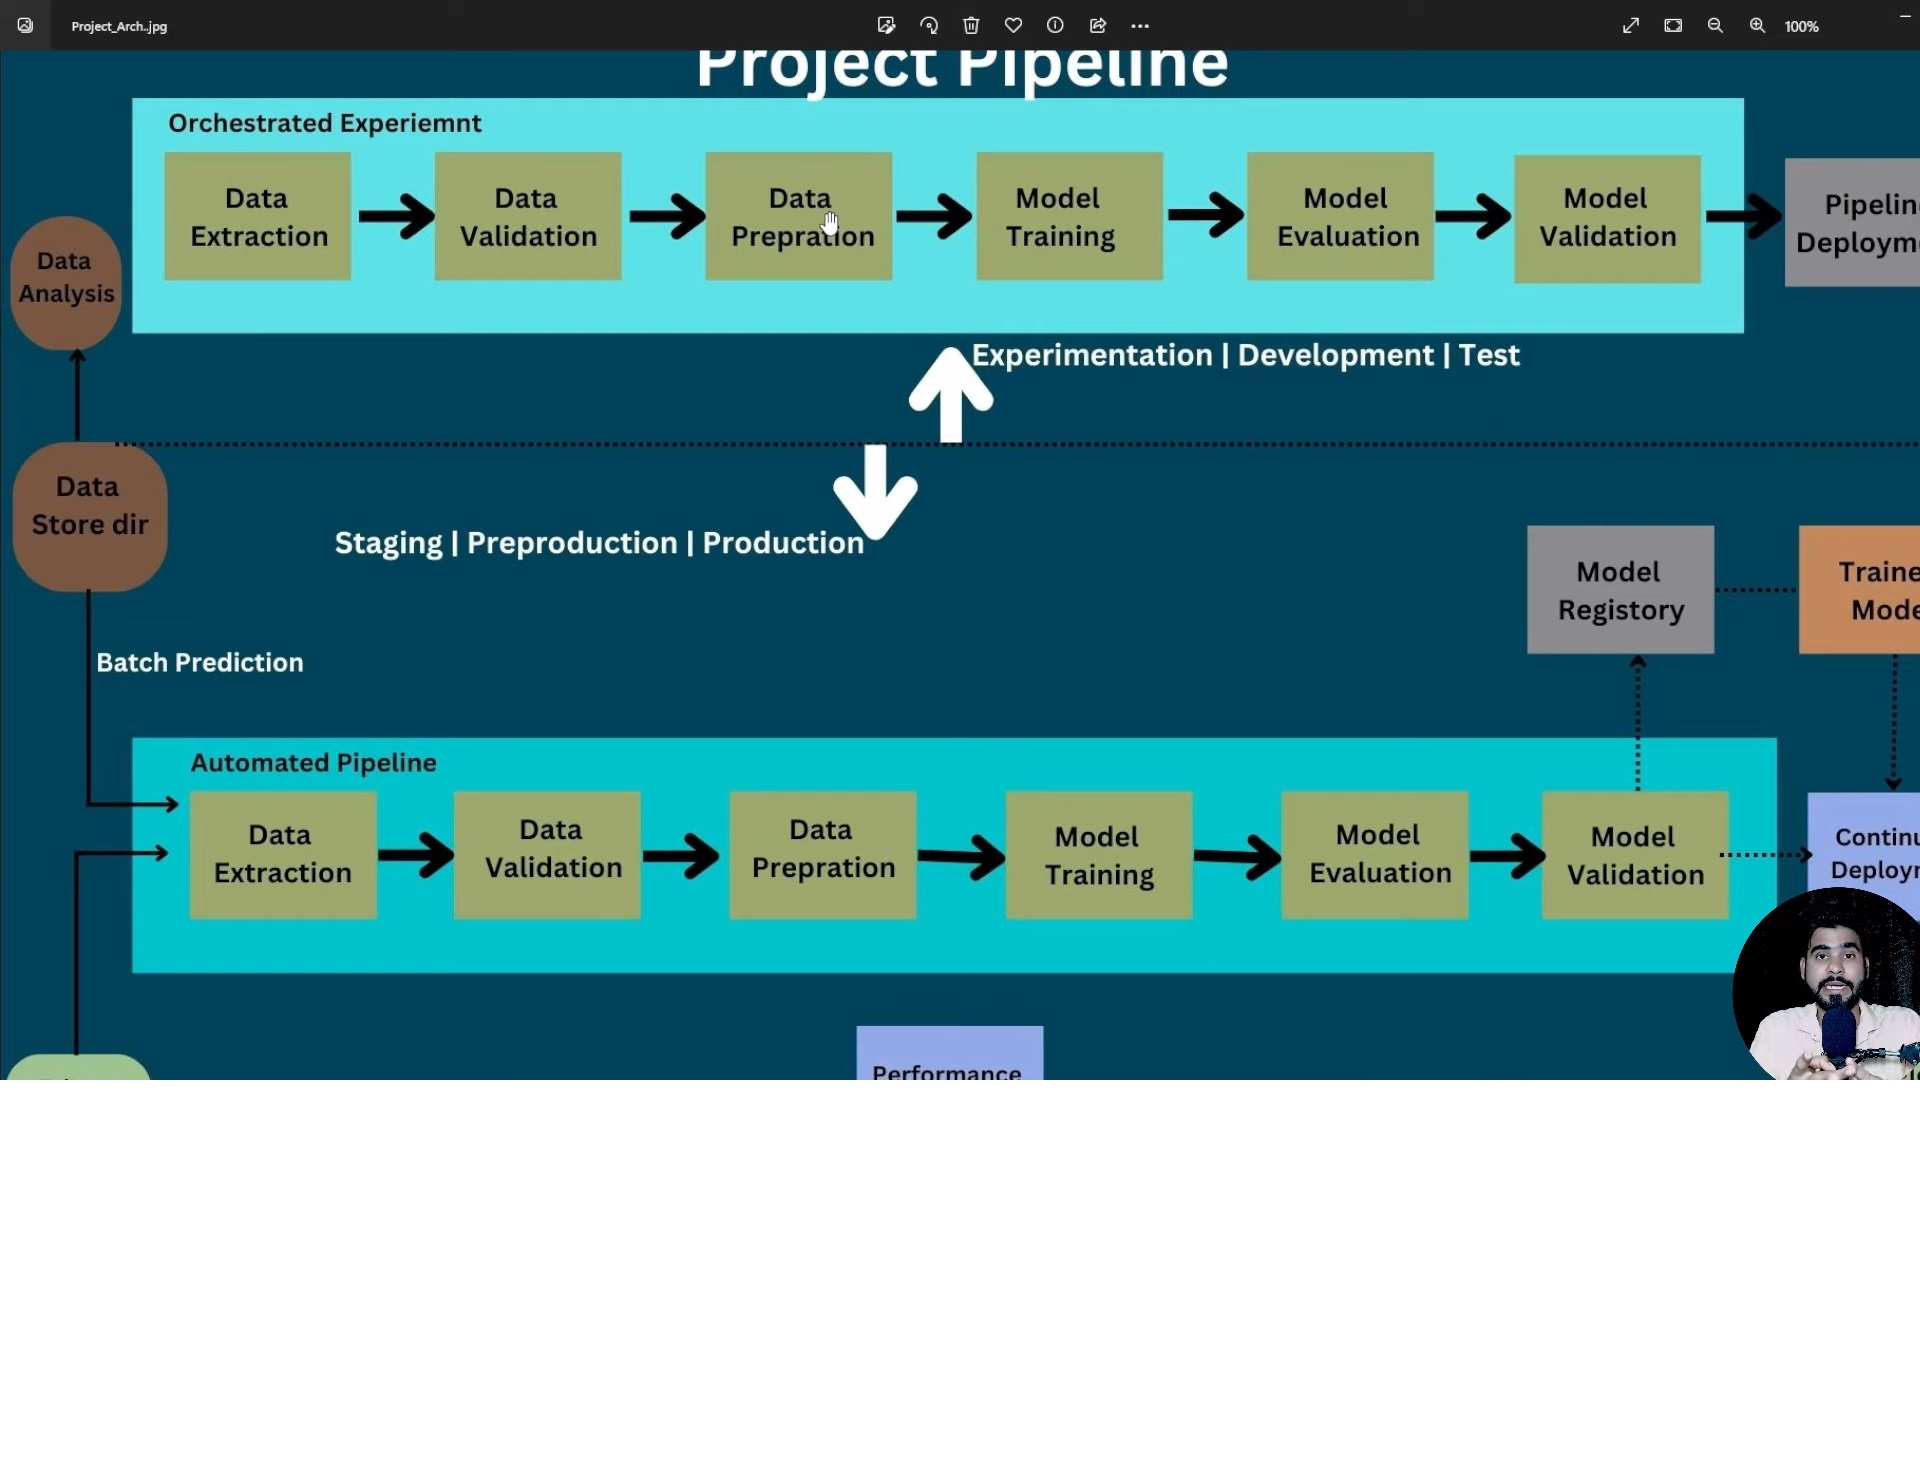 Project_Arch..jpg
100%
Project Pipeline
Orchestrated Experiemnt
Data
Extraction
Data
Validation
Data
Prepration
Model
Training
Model
Evaluation
Model
Validation
Pipelin
Deploym
Data
Analysis
Experimentation | Development | Test
Data
Store dir
Staging | Preproduction | Production
Model
Registory
Traine
Mode
Batch Prediction
Automated Pipeline
Data
Extraction
Data
Validation
Data
Prepration
Model
Training
Model
Evaluation
Model
Validation
Continu
Deployr
Performance